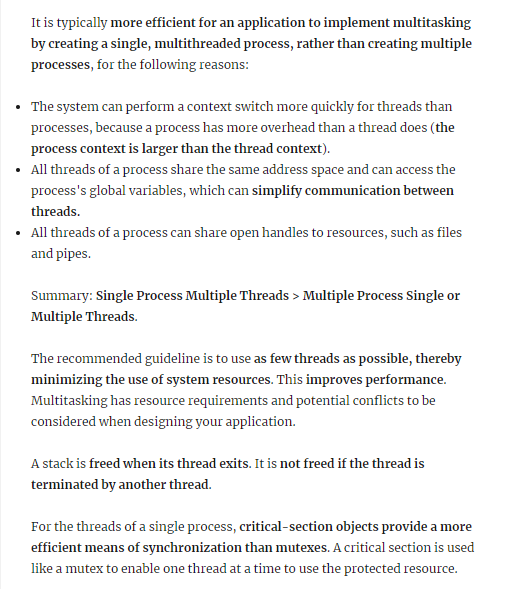 It is typically more efficient for an application to implement multitasking
by creating a single, multithreaded process, rather than creating multiple
processes, for the following reasons:
• The system can perform a context switch more quickly for threads than
processes, because a process has more overhead than a thread does (the
process context is larger than the thread context).
• All threads of a process share the same address space and can access the
process's global variables, which can simplify communication between
threads.
• All threads of a process can share open handles to resources, such as files
and pipes.
Summary: Single Process Multiple Threads > Multiple Process Single or
Multiple Threads.
The recommended guideline is to use as few threads as possible, thereby
minimizing the use of system resources. This improves performance.
Multitasking has resource requirements and potential conflicts to be
considered when designing your application.
A stack is freed when its thread exits. It is not freed if the thread is
terminated by another thread.
For the threads of a single process, critical-section objects provide a more
efficient means of synchronization than mutexes. A critical section is used
like a mutex to enable one thread at a time to use the protected resource.